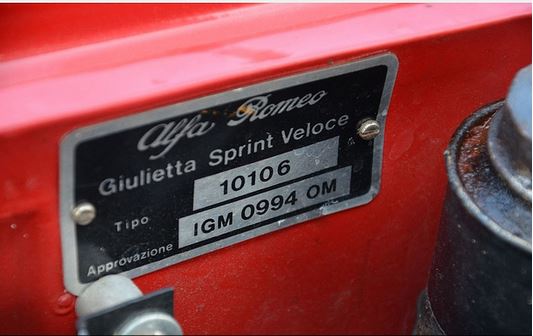 Alfa Romeo
Giulietta Sprint Veloce
Tipo 10106
Approvazione IGM 0994 OM